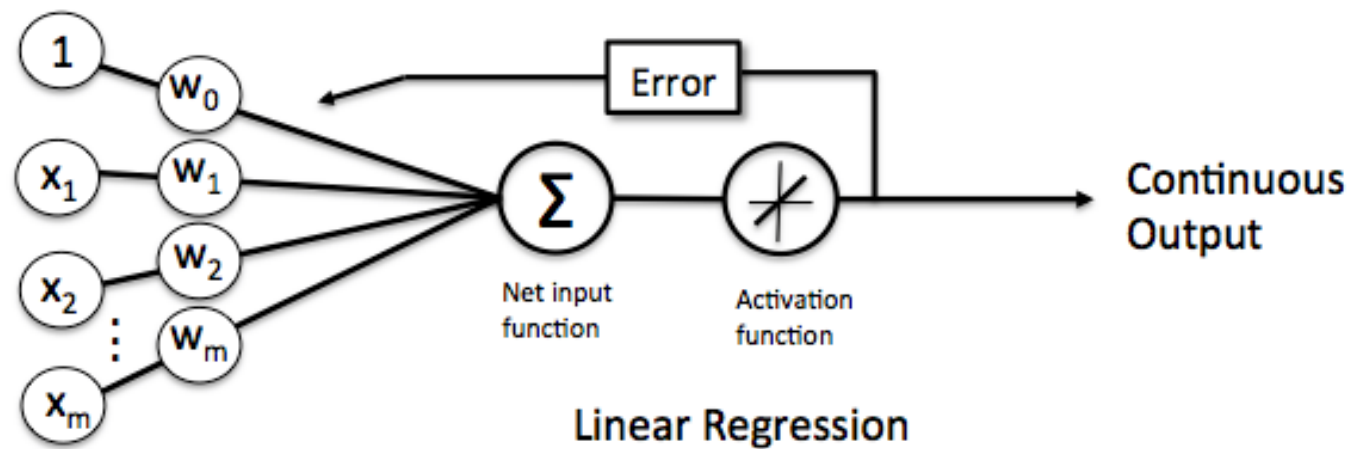 1
w₀
Error
x₁
w₁
Σ
Continuous
Output
x₂
w₂
Net input
function
Activation
function
⋮
wₘ
xₘ
Linear Regression